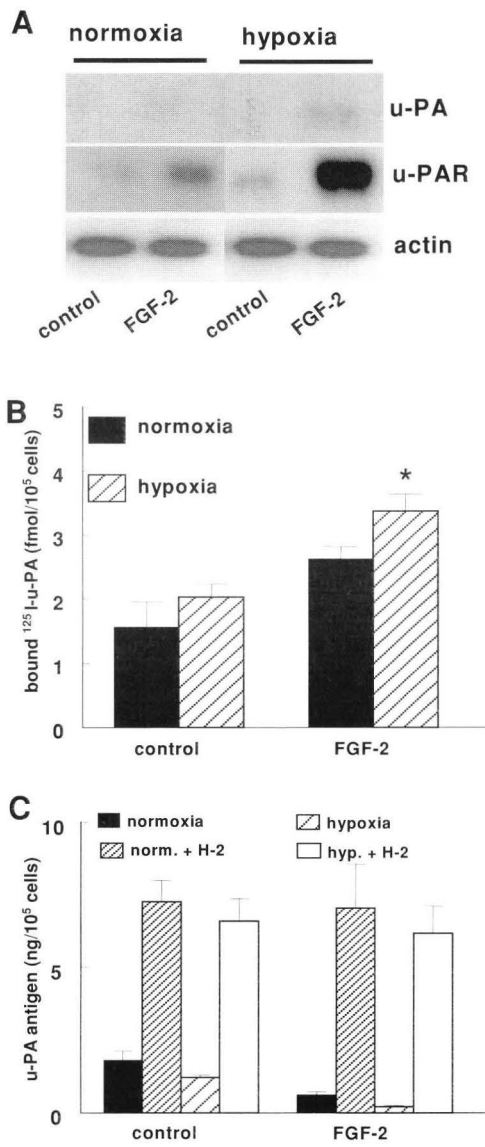 A
normoxia hypoxia
u-PA
u-PAR
actin
control FGF-2 control FGF-2
B
5
normoxia
4
hypoxia
*
3
2
1
0
bound ¹²⁵I-u-PA (fmol/10⁵ cells)
control FGF-2
C
normoxia hypoxia
norm. + H-2 hyp. + H-2
10
5
0
u-PA antigen (ng/10⁵ cells)
control FGF-2